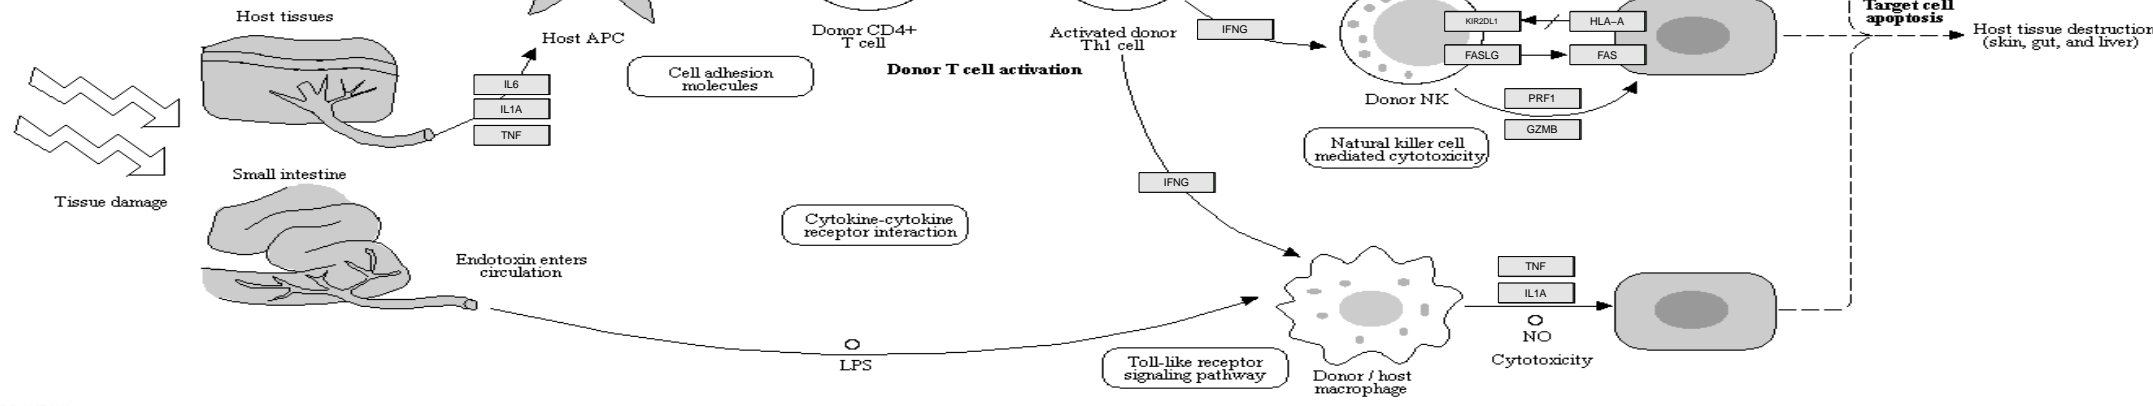 Host tissues
Host APC
IL6
IL1A
TNF
Tissue damage
Small intestine
Endotoxin enters
circulation
LPS
Cell adhesion
molecules
Donor CD4+
T cell
Donor T cell activation
Activated donor
Th1 cell
IFNG
IFNG
Cytokine-cytokine
receptor interaction
KIR2DL1
HLA-A
FASLG
FAS
Donor NK
PRF1
GZMB
Natural killer cell
mediated cytotoxicity
Target cell
apoptosis
Host tissue destruction
(skin, gut, and liver)
Toll-like receptor
signaling pathway
Donor / host
macrophage
TNF
IL1A
NO
Cytotoxicity